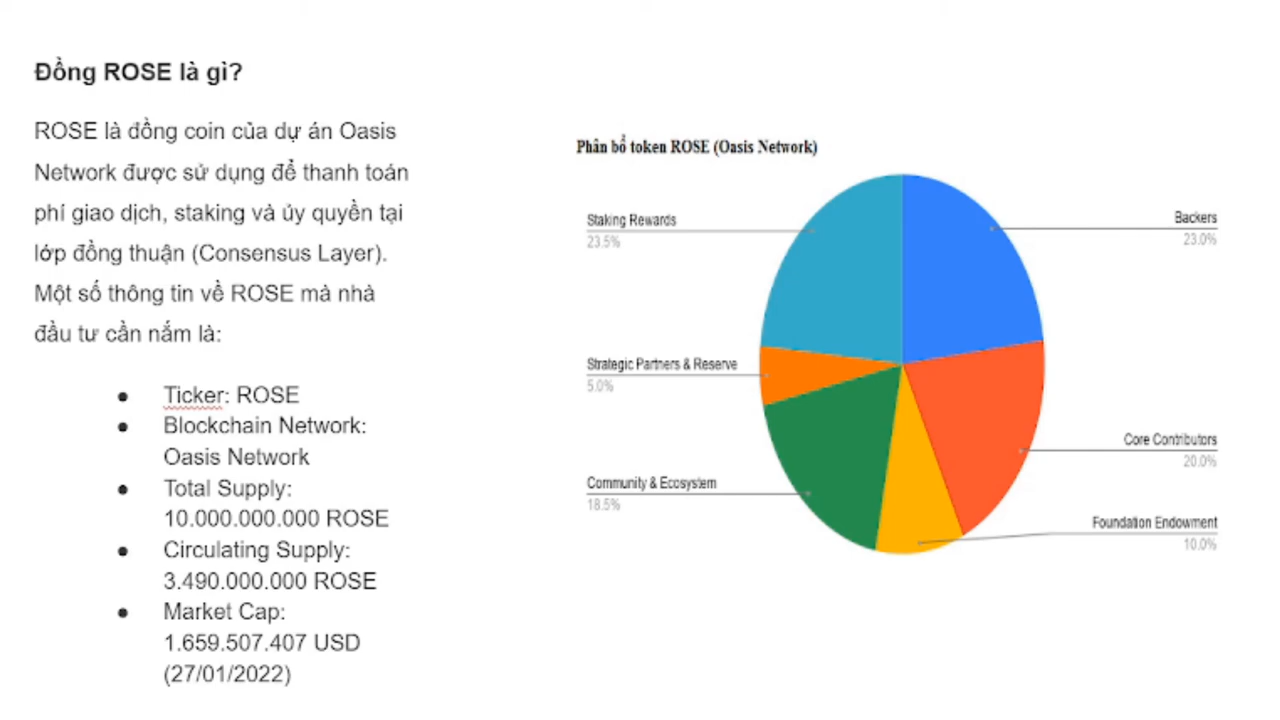 Đồng ROSE là gì?
ROSE là đồng coin của dự án Oasis
Network được sử dụng để thanh toán
phí giao dịch, staking và ủy quyền tại
lớp đồng thuận (Consensus Layer).
Một số thông tin về ROSE mà nhà
đầu tư cần nắm là:
● Ticker: ROSE
● Blockchain Network:
Oasis Network
● Total Supply:
10.000.000.000 ROSE
● Circulating Supply:
3.490.000.000 ROSE
● Market Cap:
1.659.507.407 USD
(27/01/2022)
Phân bổ token ROSE (Oasis Network)
Staking Rewards
23.5%
Strategic Partners & Reserve
5.0%
Community & Ecosystem
18.5%
Backers
23.0%
Core Contributors
20.0%
Foundation Endowment
10.0%